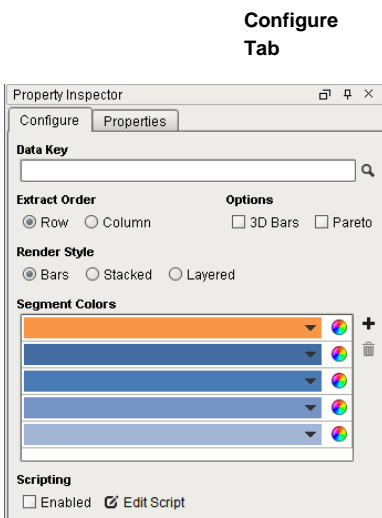 Configure
Tab
Property Inspector
Configure Properties
Data Key
Extract Order Options
Row Column 3D Bars Pareto
Render Style
Bars Stacked Layered
Segment Colors
Scripting
Enabled Edit Script